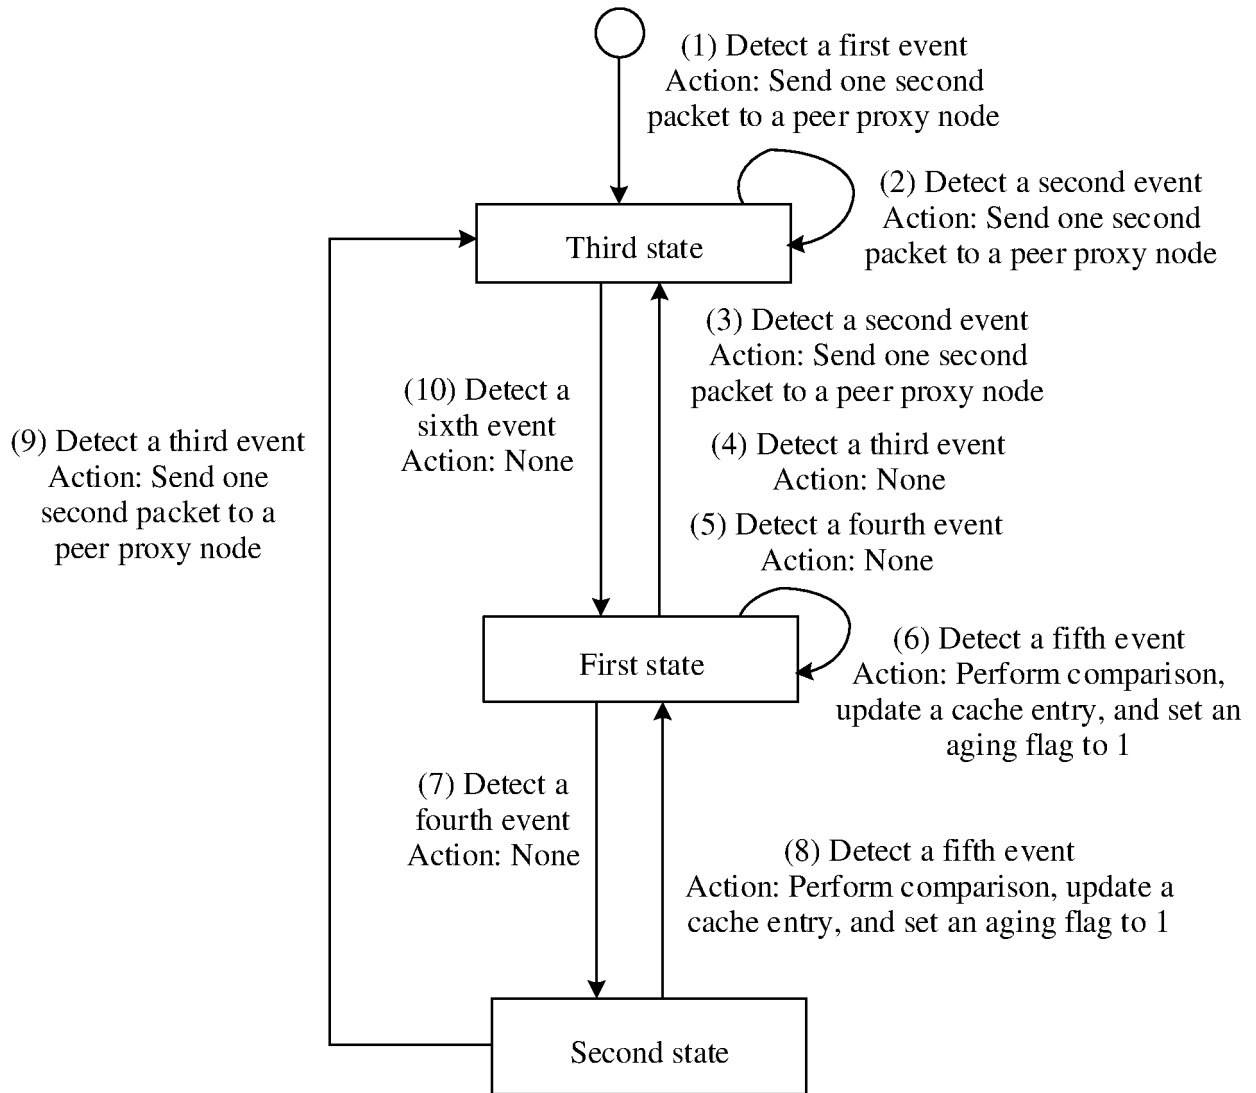 (1) Detect a first event
Action: Send one second
packet to a peer proxy node
(2) Detect a second event
Action: Send one second
packet to a peer proxy node
Third state
(3) Detect a second event
Action: Send one second
packet to a peer proxy node
(10) Detect a
sixth event
Action: None
(9) Detect a third event
Action: Send one
second packet to a
peer proxy node
(4) Detect a third event
Action: None
(5) Detect a fourth event
Action: None
First state
(6) Detect a fifth event
Action: Perform comparison,
update a cache entry, and set an
aging flag to 1
(7) Detect a
fourth event
Action: None
(8) Detect a fifth event
Action: Perform comparison, update a
cache entry, and set an aging flag to 1
Second state